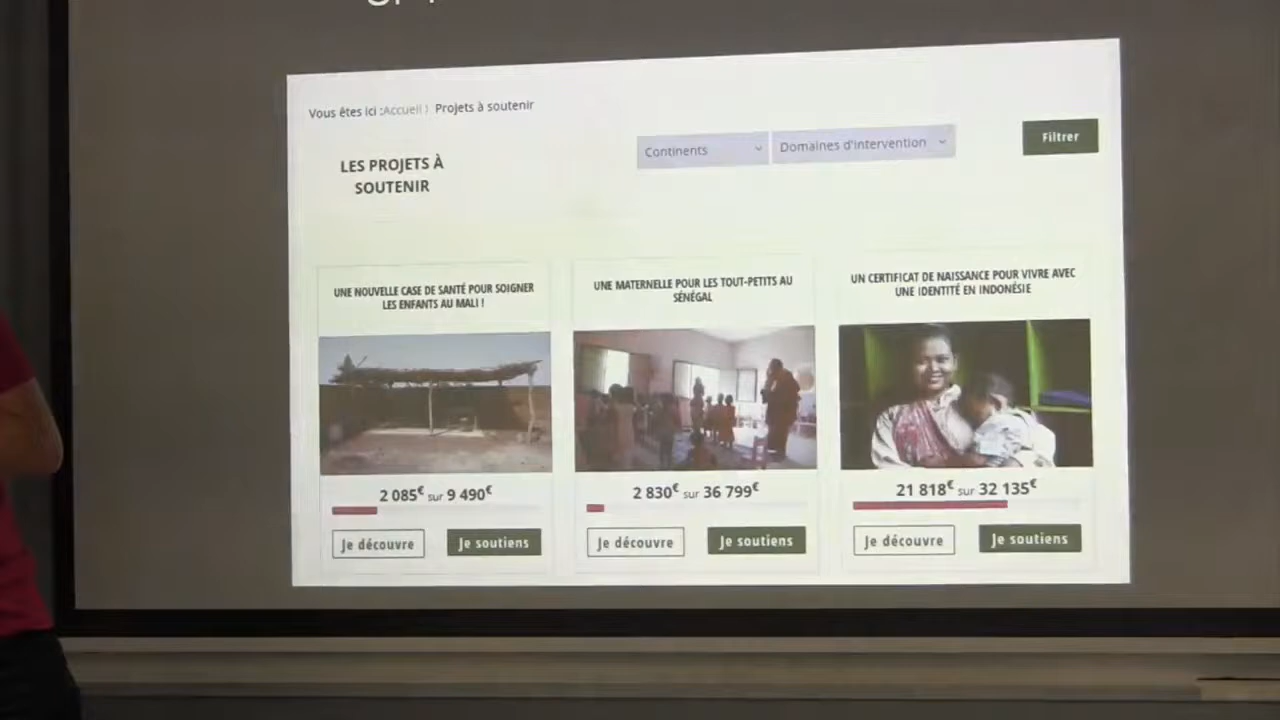 Vous êtes ici :Accueil › Projets à soutenir
Continents
Domaines d'intervention
Filtrer
LES PROJETS À
SOUTENIR
UNE NOUVELLE CASE DE SANTÉ POUR SOIGNER
LES ENFANTS AU MALI !
UNE MATERNELLE POUR LES TOUT-PETITS AU
SÉNÉGAL
UN CERTIFICAT DE NAISSANCE POUR VIVRE AVEC
UNE IDENTITÉ EN INDONÉSIE
2 085€ sur 9 490€
2 830€ sur 36 799€
21 818€ sur 32 135€
Je découvre
Je soutiens
Je découvre
Je soutiens
Je découvre
Je soutiens